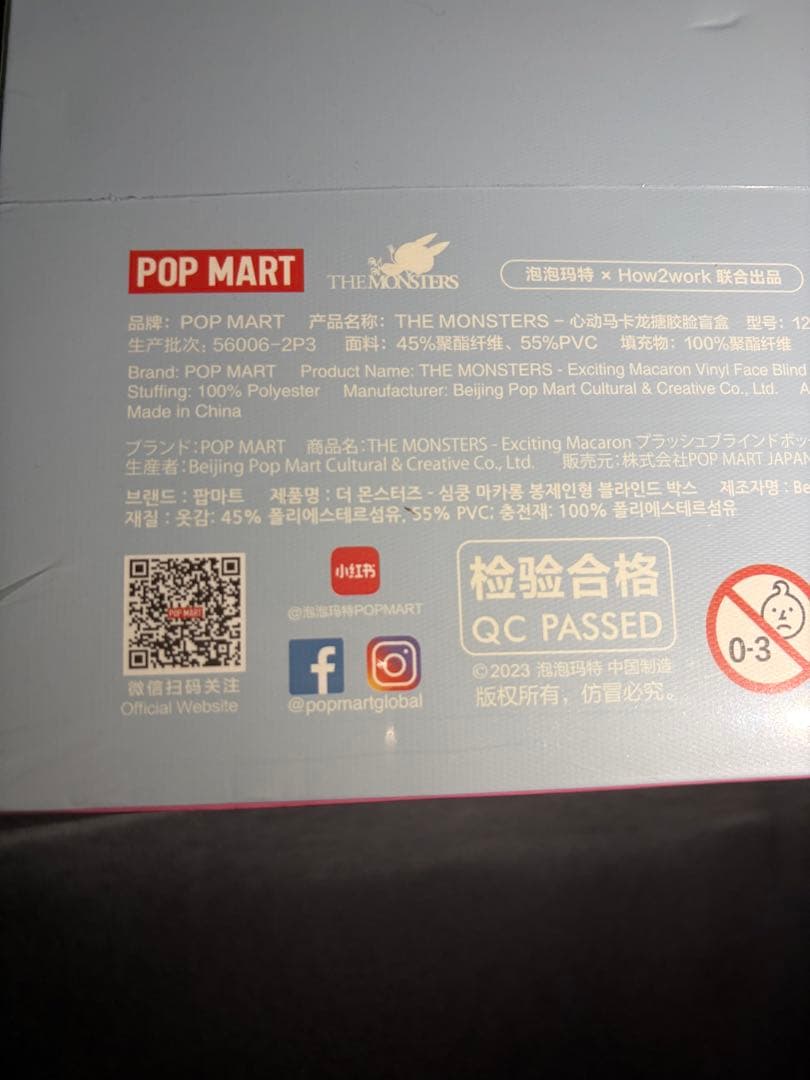 POP MART
THE MONSTERS
泡泡玛特 × How2work 联合出品
品牌：POP MART 产品名称：THE MONSTERS - 心动马卡龙搪胶脸盲盒 型号：12
生产批次：56006-2P3 面料：45%聚酯纤维、55%PVC 填充物：100%聚酯纤维
Brand: POP MART Product Name: THE MONSTERS - Exciting Macaron Vinyl Face Blind
Stuffing: 100% Polyester Manufacturer: Beijing Pop Mart Cultural & Creative Co., Ltd. A
Made in China
ブランド：POP MART 商品名：THE MONSTERS - Exciting Macaron プラッシュブラインドボッ
生産者：Beijing Pop Mart Cultural & Creative Co., Ltd. 販売元：株式会社POP MART JAPAN
브랜드 : 팝마트 제품명 : 더 몬스터즈 - 심쿵 마카롱 봉제인형 블라인드 박스 제조자명 : Be
재질 : 옷감: 45% 폴리에스테르섬유, 55% PVC; 충전재: 100% 폴리에스테르섬유
POP MART
微信扫码关注
Official Website
小红书
@泡泡玛特POPMART
@popmartglobal
检验合格
QC PASSED
©2023 泡泡玛特 中国制造
版权所有，仿冒必究。
0-3